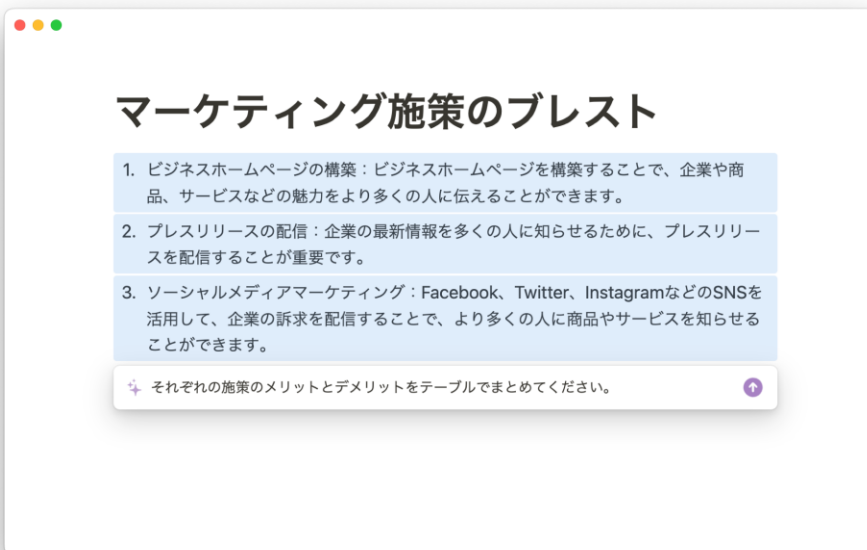 マーケティング施策のブレスト
1. ビジネスホームページの構築：ビジネスホームページを構築することで、企業や商
品、サービスなどの魅力をより多くの人に伝えることができます。
2. プレスリリースの配信：企業の最新情報を多くの人に知らせるために、プレスリリー
スを配信することが重要です。
3. ソーシャルメディアマーケティング：Facebook、Twitter、InstagramなどのSNSを
活用して、企業の訴求を配信することで、より多くの人に商品やサービスを知らせる
ことができます。
それぞれの施策のメリットとデメリットをテーブルでまとめてください。